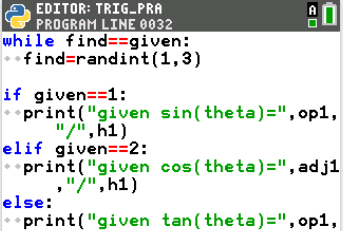 EDITOR: TRIG_PRA
PROGRAM LINE 0032
A
while find==given:
  find=randint(1,3)
if given==1:
  print("given sin(theta)=",op1,
"/",h1)
elif given==2:
  print("given cos(theta)=",adj1
,"/",h1)
else:
  print("given tan(theta)=",op1,